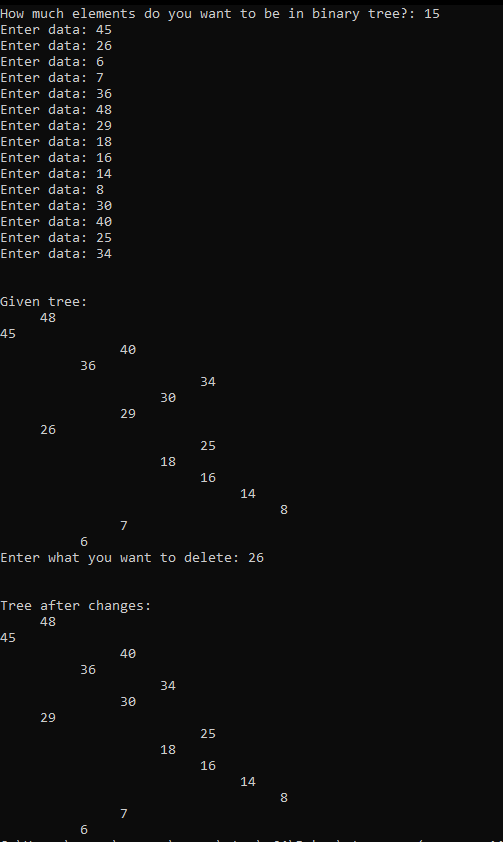 How much elements do you want to be in binary tree?: 15
Enter data: 45
Enter data: 26
Enter data: 6
Enter data: 7
Enter data: 36
Enter data: 48
Enter data: 29
Enter data: 18
Enter data: 16
Enter data: 14
Enter data: 8
Enter data: 30
Enter data: 40
Enter data: 25
Enter data: 34
Given tree:
48
45
40
36
34
30
29
26
25
18
16
14
8
7
6
Enter what you want to delete: 26
Tree after changes:
48
45
40
36
34
30
29
25
18
16
14
8
7
6